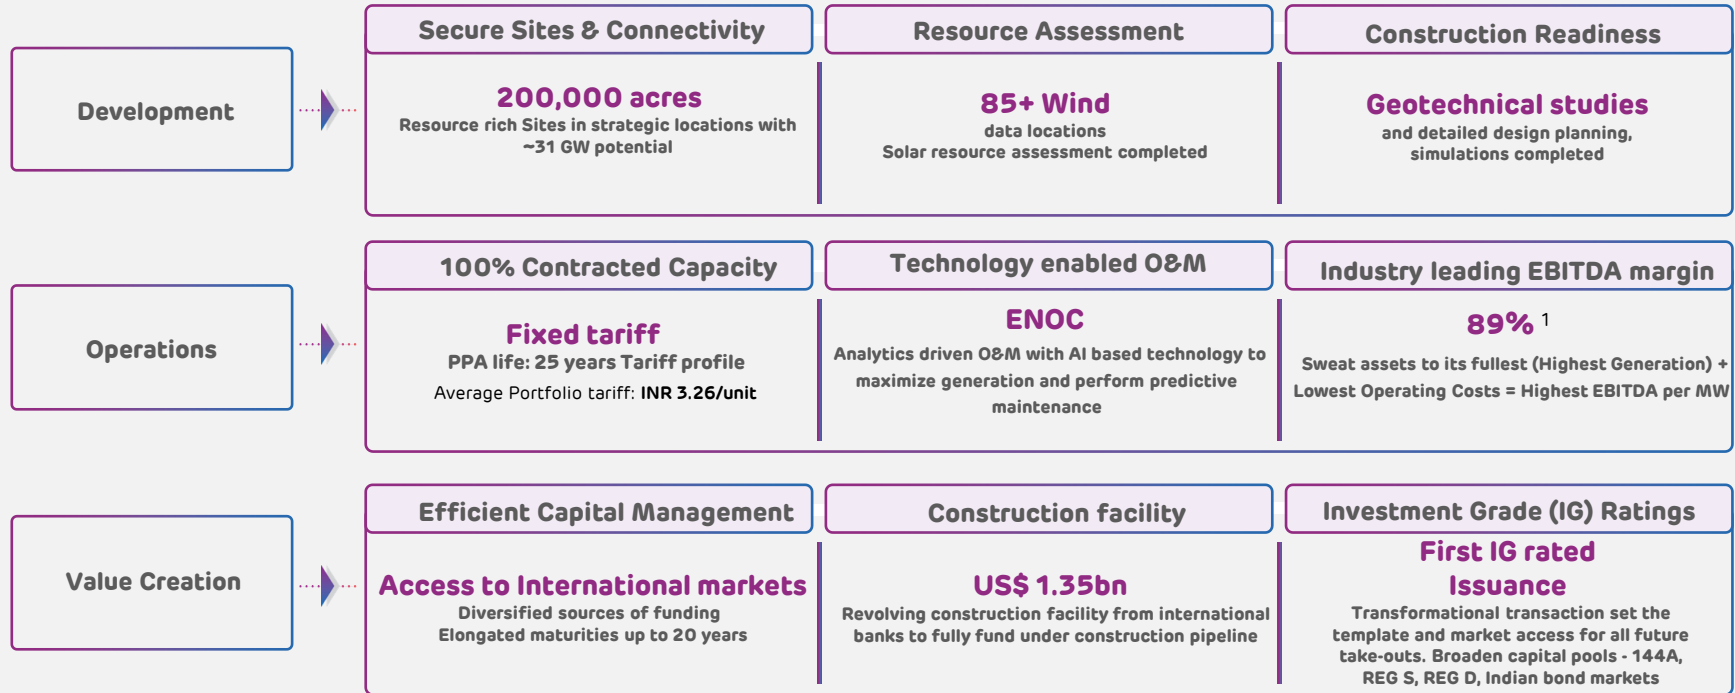 Development
Secure Sites & Connectivity
200,000 acres
Resource rich Sites in strategic locations with
~31 GW potential
Resource Assessment
85+ Wind
data locations
Solar resource assessment completed
Construction Readiness
Geotechnical studies
and detailed design planning,
simulations completed
Operations
100% Contracted Capacity
Fixed tariff
PPA life: 25 years Tariff profile
Average Portfolio tariff: INR 3.26/unit
Technology enabled O&M
ENOC
Analytics driven O&M with AI based technology to
maximize generation and perform predictive
maintenance
Industry leading EBITDA margin
89% 1
Sweat assets to its fullest (Highest Generation) +
Lowest Operating Costs = Highest EBITDA per MW
Value Creation
Efficient Capital Management
Access to International markets
Diversified sources of funding
Elongated maturities up to 20 years
Construction facility
US$ 1.35bn
Revolving construction facility from international
banks to fully fund under construction pipeline
Investment Grade (IG) Ratings
First IG rated
Issuance
Transformational transaction set the
template and market access for all future
take-outs. Broaden capital pools - 144A,
REG S, REG D, Indian bond markets